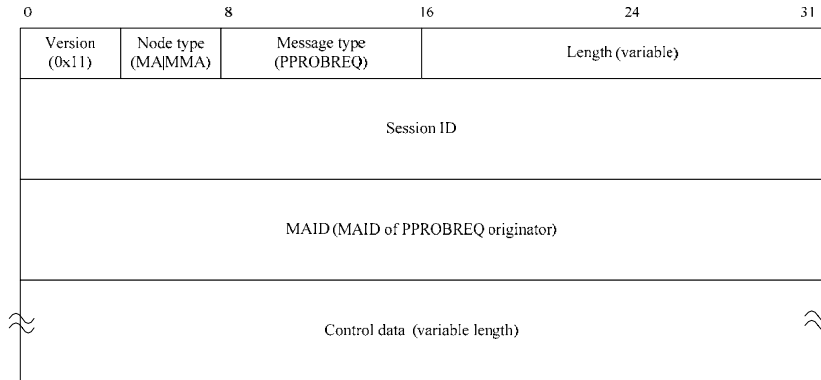 0 8 16 24 31
Version
(0x11)
Node type
(MA|MMA)
Message type
(PPROBREQ)
Length (variable)
Session ID
MAID (MAID of PPROBREQ originator)
Control data (variable length)